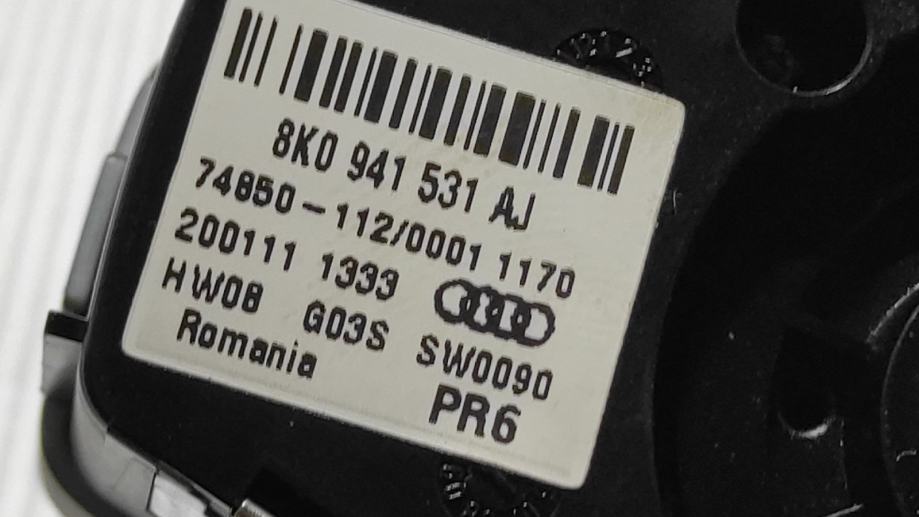 8K0 941 531 AJ
74850-112/0001 1170
200111 1333
HW08 G03S SW0090
Romania
PR6